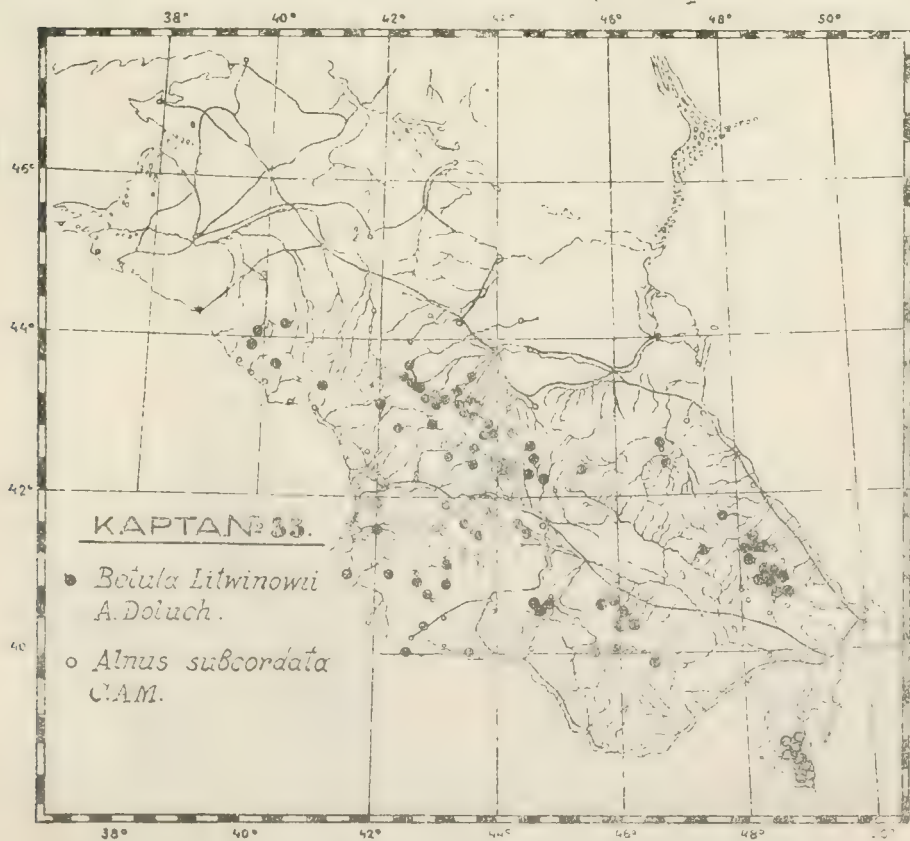 38° 40° 42° 44° 46° 48° 50°
46°
44°
42°
KAPTA № 33.
Betula Litwinowii
A. Doluch.
40
Alnus subcordata
C.A.M.
38° 40° 42° 44° 46° 48°